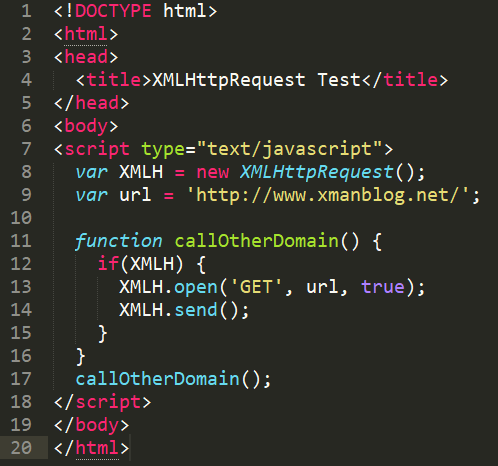 1 <!DOCTYPE html>
2 <html>
3 <head>
4   <title>XMLHttpRequest Test</title>
5 </head>
6 <body>
7 <script type="text/javascript">
8   var XMLH = new XMLHttpRequest();
9   var url = 'http://www.xmanblog.net/';
10
11   function callOtherDomain() {
12     if(XMLH) {
13       XMLH.open('GET', url, true);
14       XMLH.send();
15     }
16   }
17   callOtherDomain();
18 </script>
19 </body>
20 </html>